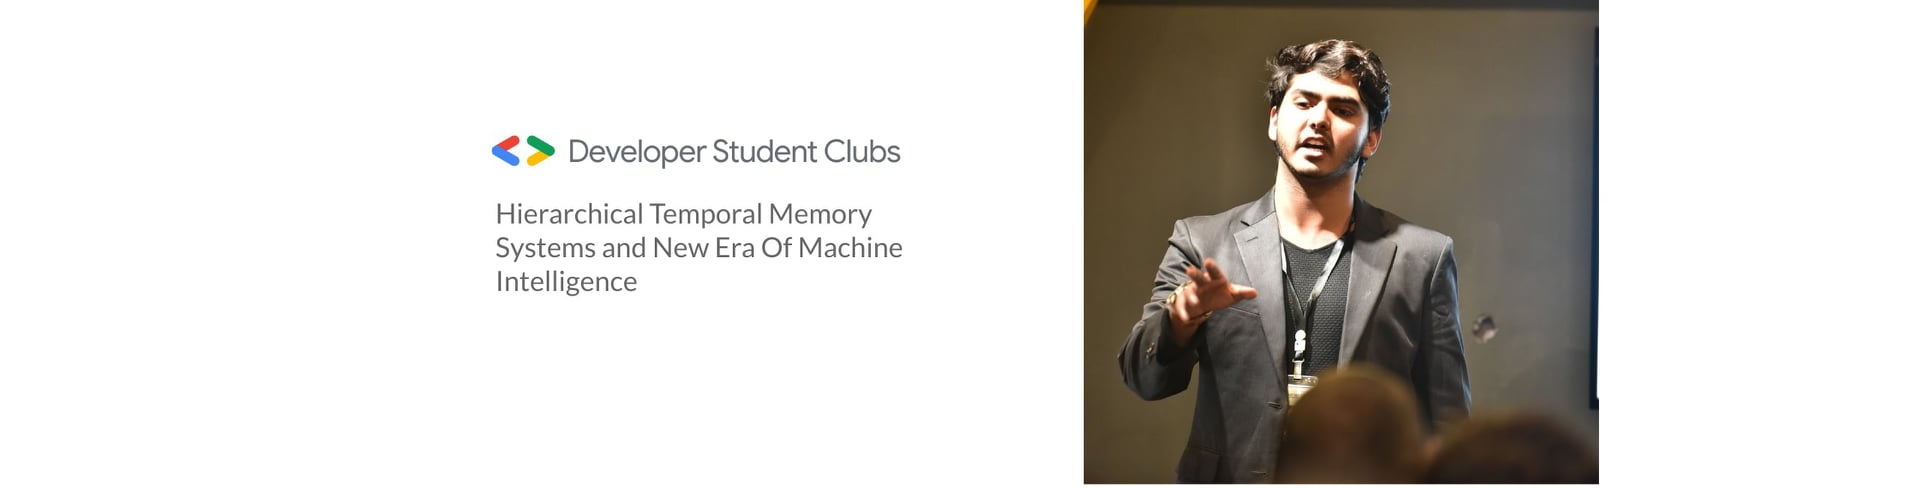 Developer Student Clubs
Hierarchical Temporal Memory
Systems and New Era Of Machine
Intelligence